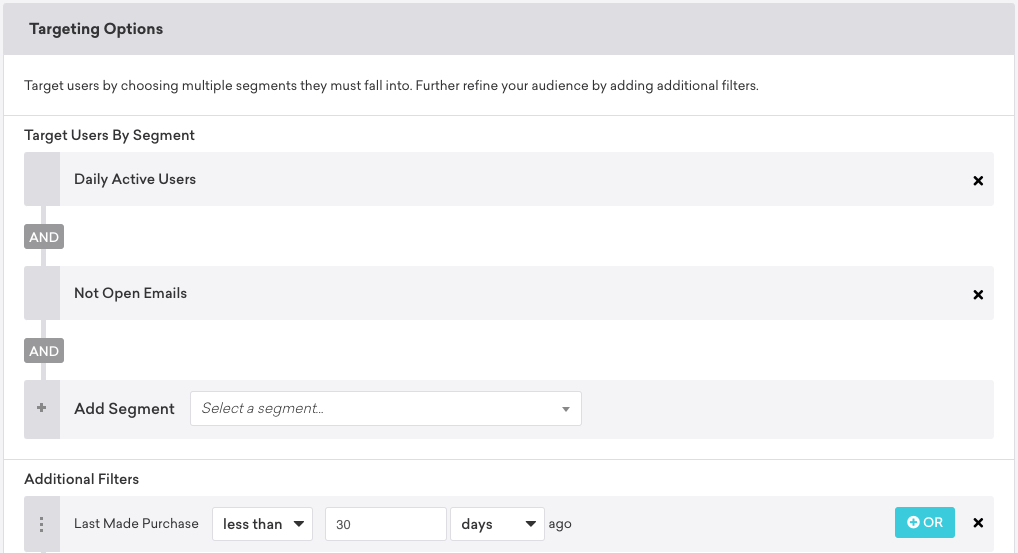 Targeting Options
Target users by choosing multiple segments they must fall into. Further refine your audience by adding additional filters.
Target Users By Segment
Daily Active Users
AND
Not Open Emails
AND
Add Segment Select a segment...
Additional Filters
Last Made Purchase less than 30 days ago OR